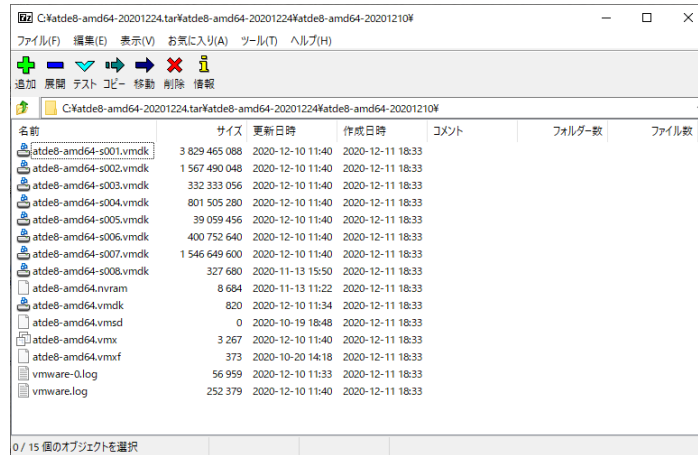 C:¥atde8-amd64-20201224.tar¥atde8-amd64-20201224¥atde8-amd64-20201210¥
ファイル(F) 編集(E) 表示(V) お気に入り(A) ツール(T) ヘルプ(H)
追加 展開 テスト コピー 移動 削除 情報
C:¥atde8-amd64-20201224.tar¥atde8-amd64-20201224¥atde8-amd64-20201210¥
名前 サイズ 更新日時 作成日時 コメント フォルダー数 ファイル数
atde8-amd64-s001.vmdk 3 829 465 088 2020-12-10 11:40 2020-12-11 18:33
atde8-amd64-s002.vmdk 1 567 490 048 2020-12-10 11:40 2020-12-11 18:33
atde8-amd64-s003.vmdk 332 333 056 2020-12-10 11:40 2020-12-11 18:33
atde8-amd64-s004.vmdk 801 505 280 2020-12-10 11:40 2020-12-11 18:33
atde8-amd64-s005.vmdk 39 059 456 2020-12-10 11:40 2020-12-11 18:33
atde8-amd64-s006.vmdk 400 752 640 2020-12-10 11:40 2020-12-11 18:33
atde8-amd64-s007.vmdk 1 546 649 600 2020-12-10 11:40 2020-12-11 18:33
atde8-amd64-s008.vmdk 327 680 2020-11-13 15:50 2020-12-11 18:33
atde8-amd64.nvram 8 684 2020-11-13 11:22 2020-12-11 18:33
atde8-amd64.vmdk 820 2020-12-10 11:34 2020-12-11 18:33
atde8-amd64.vmsd 0 2020-10-19 18:48 2020-12-11 18:33
atde8-amd64.vmx 3 267 2020-12-10 11:40 2020-12-11 18:33
atde8-amd64.vmxf 373 2020-10-20 14:18 2020-12-11 18:33
vmware-0.log 56 959 2020-12-10 11:33 2020-12-11 18:33
vmware.log 252 379 2020-12-10 11:40 2020-12-11 18:33
0 / 15 個のオブジェクトを選択